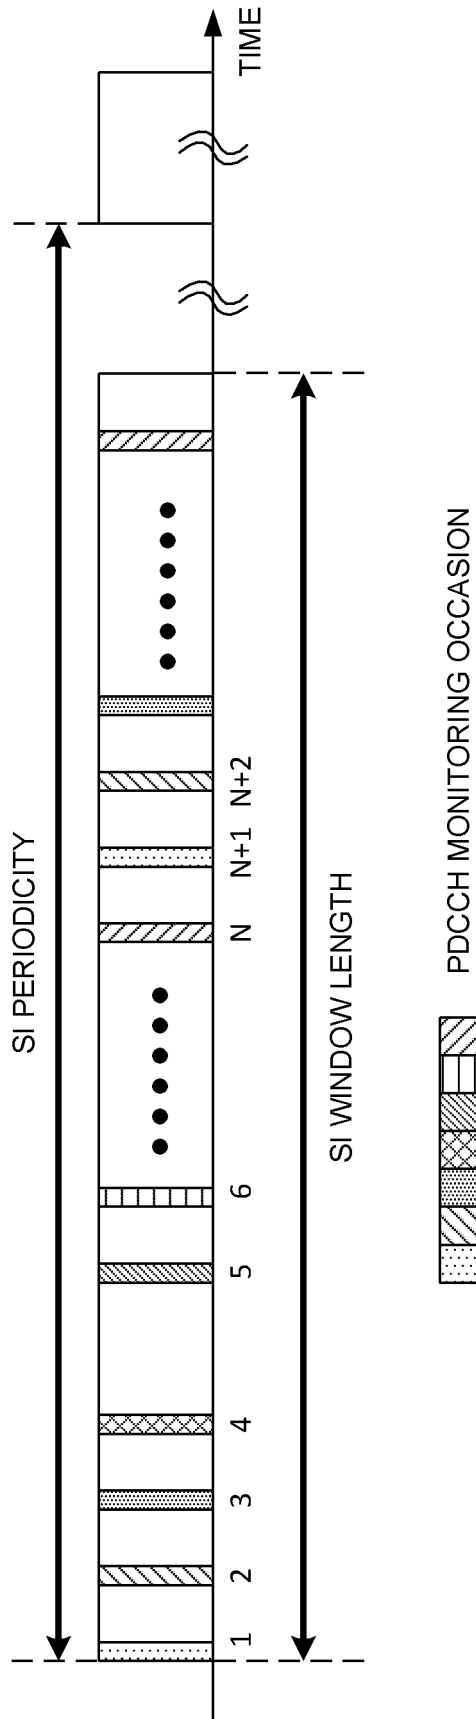 SI PERIODICITY
1 2 3 4 5 6 N N+1 N+2
TIME
SI WINDOW LENGTH
PDCCH MONITORING OCCASION